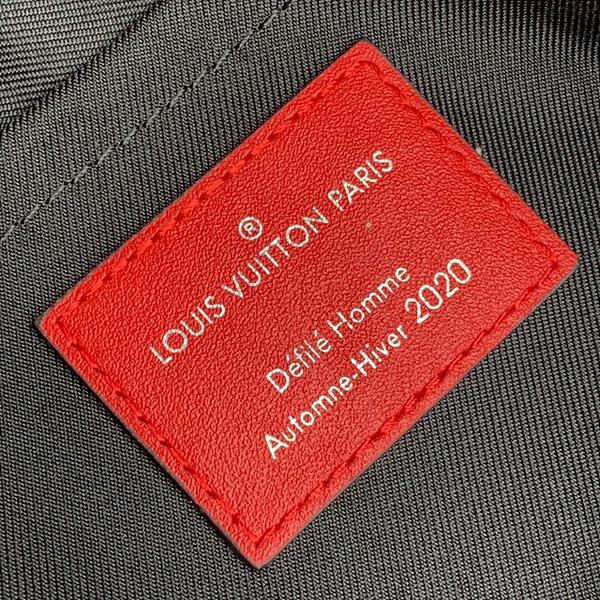 ®
LOUIS VUITTON PARIS
Défilé Homme
Automne-Hiver 2020